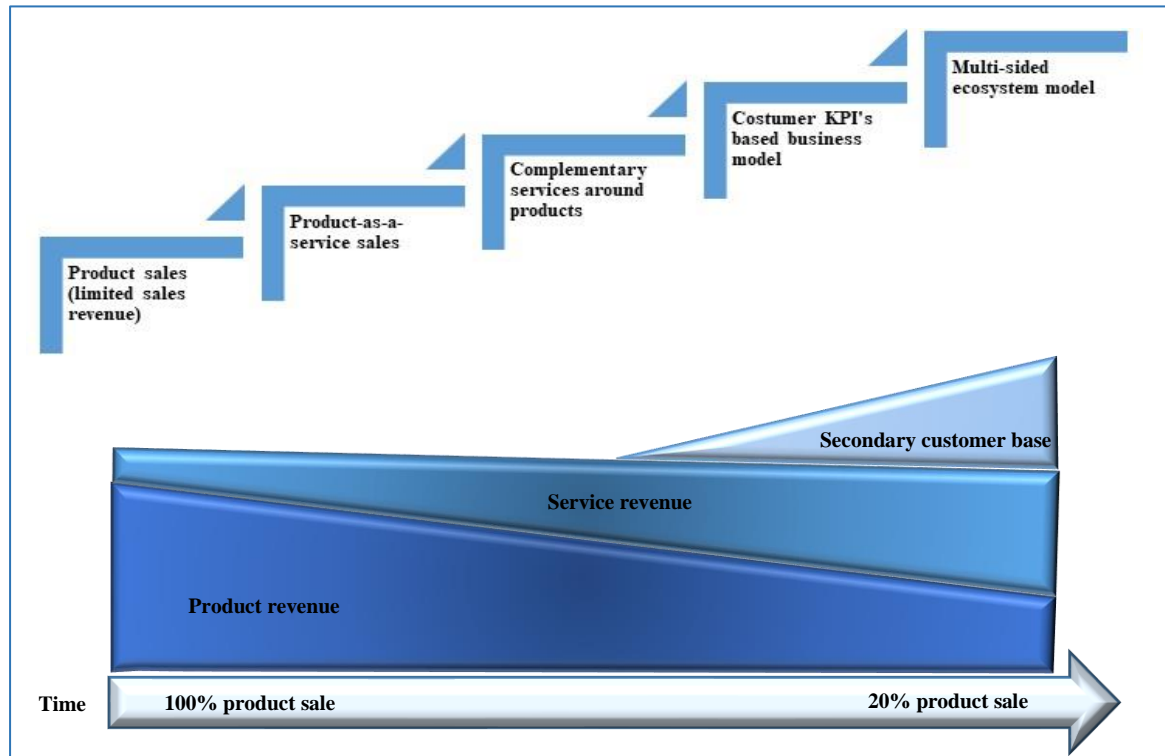 Multi-sided
ecosystem model
Costumer KPI's
based business
model
Complementary
services around
products
Product-as-a-
service sales
Product sales
(limited sales
revenue)
Secondary customer base
Service revenue
Product revenue
Time
100% product sale
20% product sale